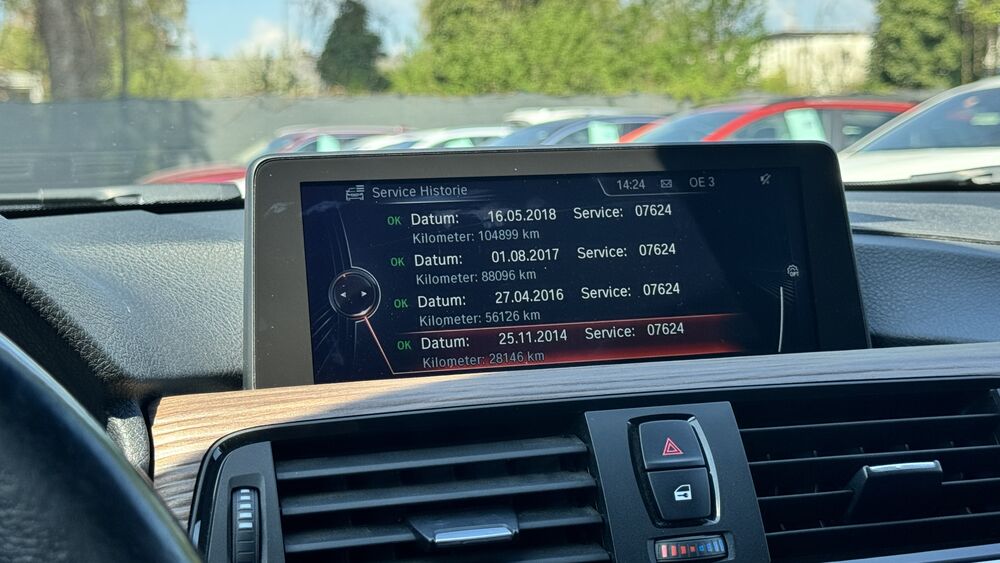 Service Historie
14:24 OE 3
OK Datum: 16.05.2018 Service: 07624
Kilometer: 104899 km
OK Datum: 01.08.2017 Service: 07624
Kilometer: 88096 km
OK Datum: 27.04.2016 Service: 07624
Kilometer: 56126 km
OK Datum: 25.11.2014 Service: 07624
Kilometer: 28146 km